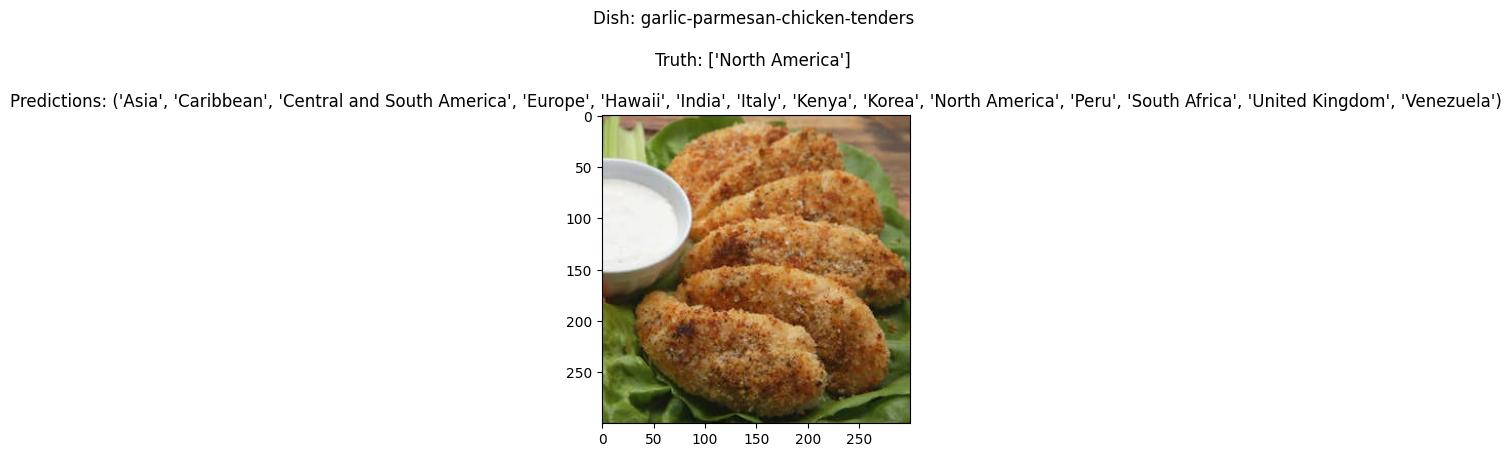 Dish: garlic-parmesan-chicken-tenders
Truth: ['North America']
Predictions: ('Asia', 'Caribbean', 'Central and South America', 'Europe', 'Hawaii', 'India', 'Italy', 'Kenya', 'Korea', 'North America', 'Peru', 'South Africa', 'United Kingdom', 'Venezuela')
0
50
100
150
200
250
0 50 100 150 200 250